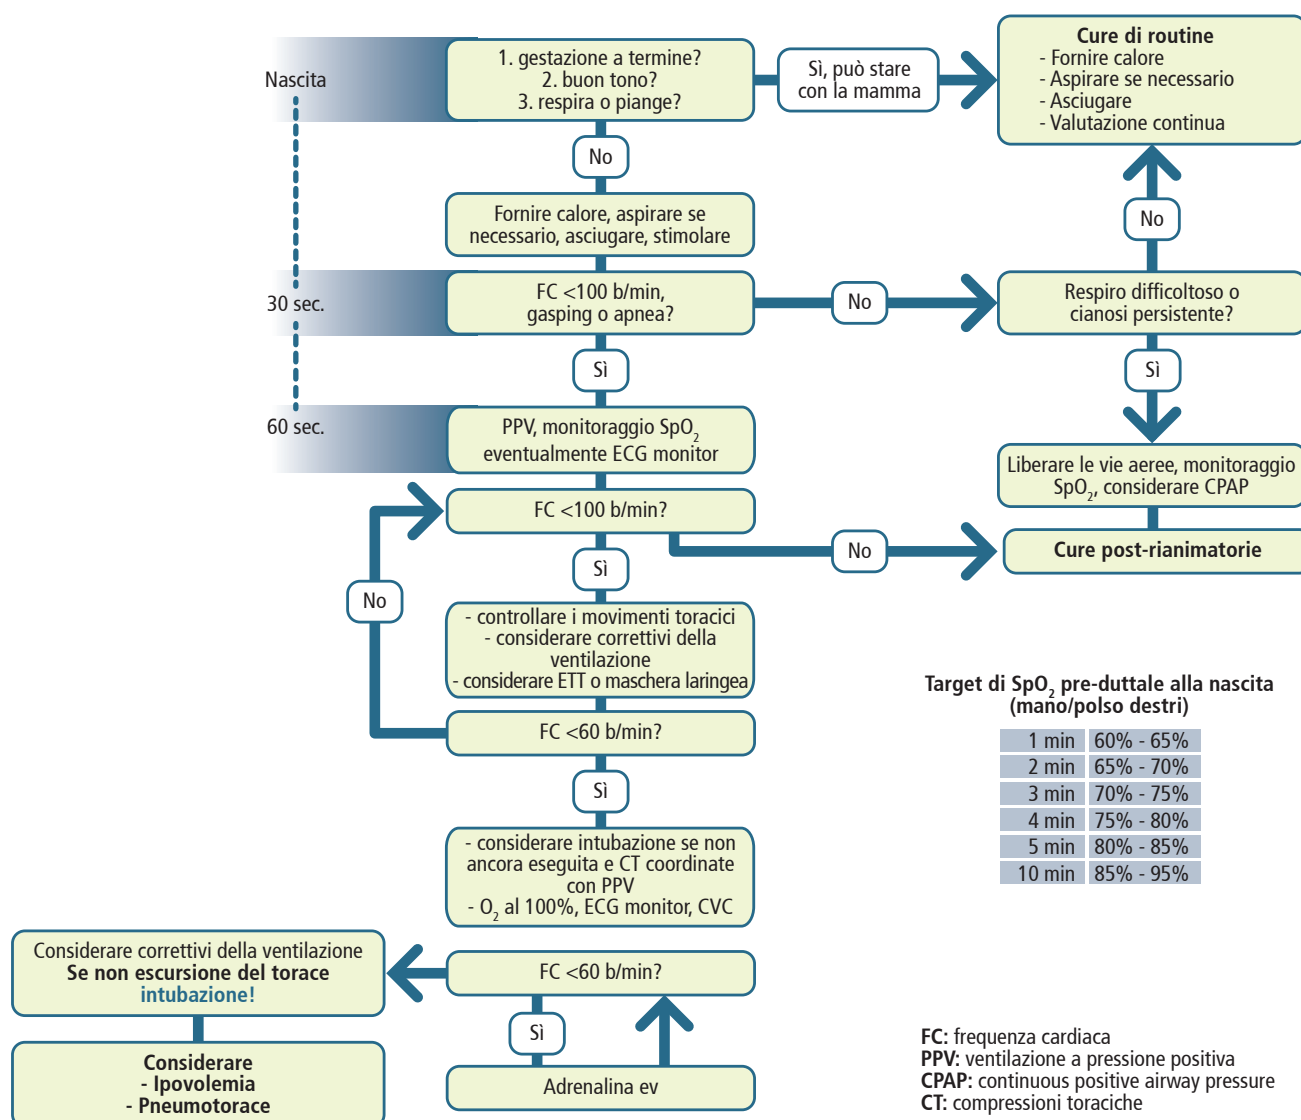 Nascita
1. gestazione a termine?
2. buon tono?
3. respira o piange?
Sì, può stare
con la mamma
Cure di routine
- Fornire calore
- Aspirare se necessario
- Asciugare
- Valutazione continua
No
No
Fornire calore, aspirare se
necessario, asciugare, stimolare
30 sec.
FC <100 b/min,
gasping o apnea?
No
Respiro difficoltoso o
cianosi persistente?
Sì
Sì
60 sec.
PPV, monitoraggio SpO₂
eventualmente ECG monitor
Liberare le vie aeree, monitoraggio
SpO₂, considerare CPAP
FC <100 b/min?
No
Cure post-rianimatorie
Sì
No
- controllare i movimenti toracici
- considerare correttivi della
ventilazione
- considerare ETT o maschera laringea
FC <60 b/min?
Sì
- considerare intubazione se non
ancora eseguita e CT coordinate
con PPV
- O₂ al 100%, ECG monitor, CVC
Target di SpO₂ pre-duttale alla nascita
(mano/polso destri)
1 min 60% - 65%
2 min 65% - 70%
3 min 70% - 75%
4 min 75% - 80%
5 min 80% - 85%
10 min 85% - 95%
Considerare correttivi della ventilazione
Se non escursione del torace
intubazione!
FC <60 b/min?
Sì
Adrenalina ev
Considerare
- Ipovolemia
- Pneumotorace
FC: frequenza cardiaca
PPV: ventilazione a pressione positiva
CPAP: continuous positive airway pressure
CT: compressioni toraciche